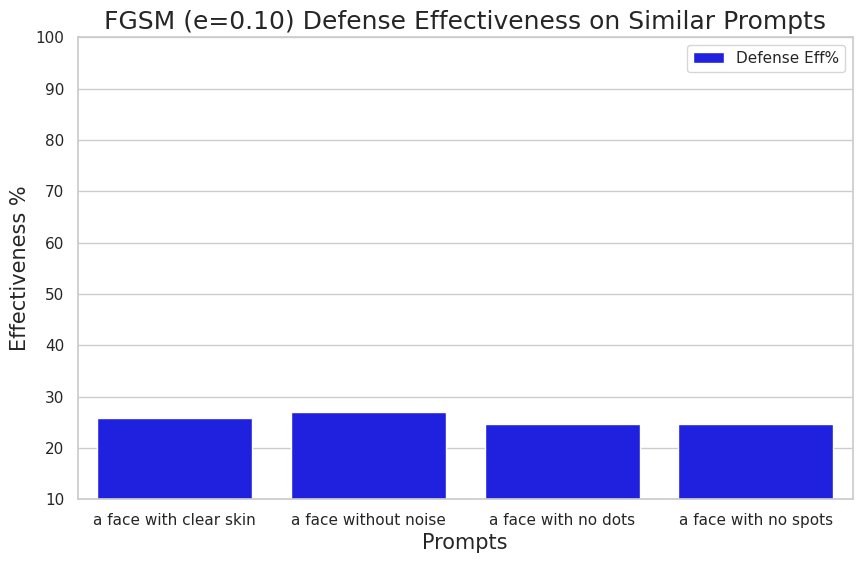 FGSM (e=0.10) Defense Effectiveness on Similar Prompts
Defense Eff%
Effectiveness %
100
90
80
70
60
50
40
30
20
10
a face with clear skin
a face without noise
a face with no dots
a face with no spots
Prompts